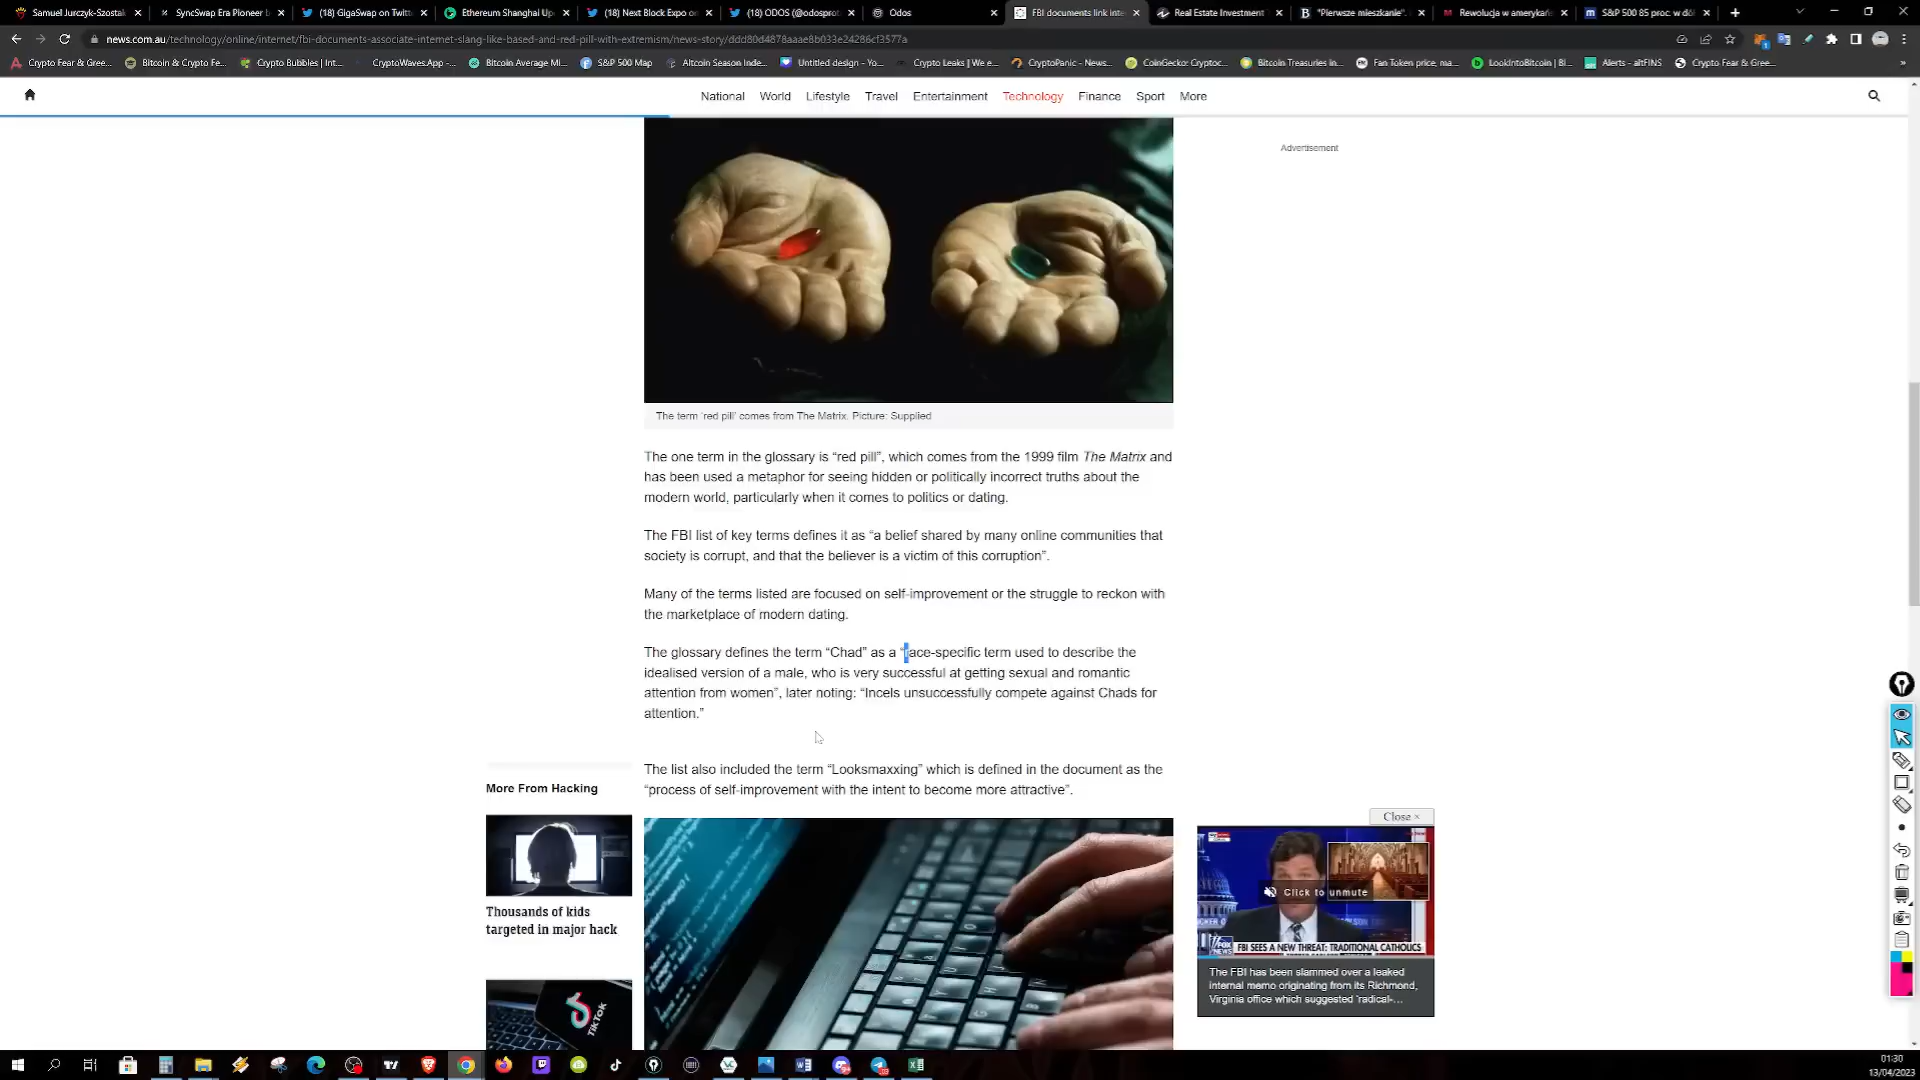 Samuel Jurczyk-Szostak
SyncSwap Era Pioneer
(18) GigaSwap on Twitt
Ethereum Shanghai Up
(18) Next Block Expo on
(18) ODOS (@odosprot
Odos
FBI documents link inte
Real Estate Investment
"Pierwsze mieszkanie".
Rewolucja w amerykań
S&P 500 85 proc. w dół
news.com.au/technology/online/internet/fbi-documents-associate-internet-slang-like-based-and-red-pill-with-extremism/news-story/ddd80d4878aaae8b033e24286cf3577a
Crypto Fear & Gree...
Bitcoin & Crypto Fe...
Crypto Bubbles | Int...
CryptoWaves.App -...
Bitcoin Average Mi...
S&P 500 Map
Altcoin Season Inde...
Untitled design - Yo...
Crypto Leaks | We e...
CryptoPanic - News...
CoinGecko: Cryptoc...
Bitcoin Treasuries in...
Fan Token price, ma...
LookIntoBitcoin | Bi...
Alerts - altFINS
Crypto Fear & Gree...
National World Lifestyle Travel Entertainment Technology Finance Sport More
Advertisement
The term 'red pill' comes from The Matrix. Picture: Supplied
The one term in the glossary is “red pill”, which comes from the 1999 film The Matrix and
has been used a metaphor for seeing hidden or politically incorrect truths about the
modern world, particularly when it comes to politics or dating.
The FBI list of key terms defines it as “a belief shared by many online communities that
society is corrupt, and that the believer is a victim of this corruption”.
Many of the terms listed are focused on self-improvement or the struggle to reckon with
the marketplace of modern dating.
The glossary defines the term “Chad” as a “race-specific term used to describe the
idealised version of a male, who is very successful at getting sexual and romantic
attention from women”, later noting: “Incels unsuccessfully compete against Chads for
attention.”
The list also included the term “Looksmaxxing” which is defined in the document as the
“process of self-improvement with the intent to become more attractive”.
More From Hacking
Thousands of kids
targeted in major hack
TikTok
Close ×
Click to unmute
FBI SEES A NEW THREAT: TRADITIONAL CATHOLICS
The FBI has been slammed over a leaked
internal memo originating from its Richmond,
Virginia office which suggested 'radical-...
01:30
13/04/2023